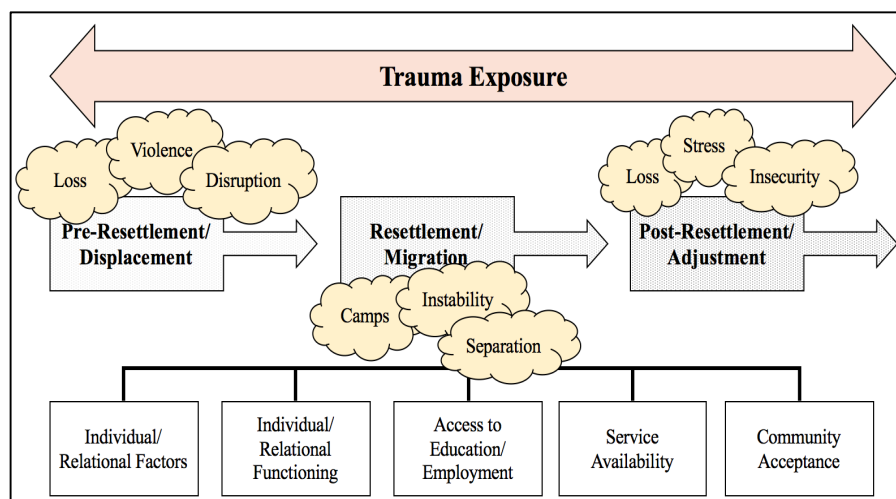 Trauma Exposure
Loss
Violence
Disruption
Loss
Stress
Insecurity
Pre-Resettlement/
Displacement
Resettlement/
Migration
Post-Resettlement/
Adjustment
Camps
Instability
Separation
Individual/
Relational Factors
Individual/
Relational
Functioning
Access to
Education/
Employment
Service
Availability
Community
Acceptance